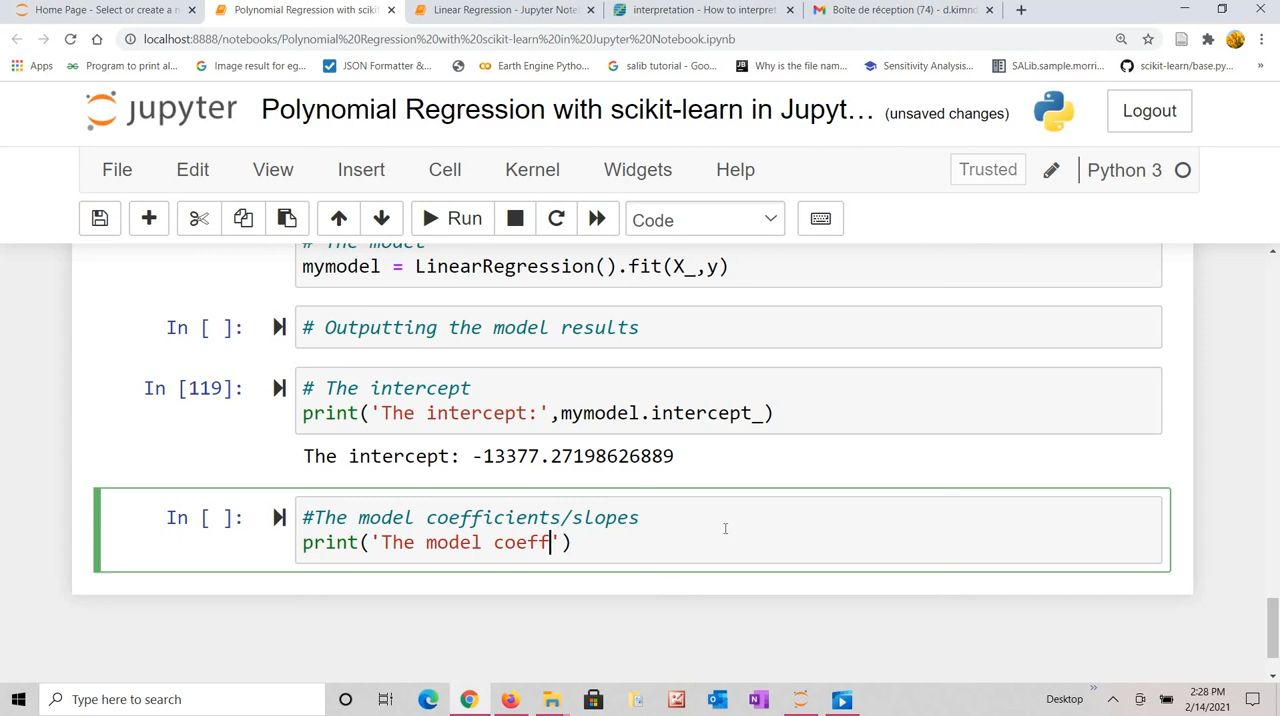 Home Page - Select or create a n
Polynomial Regression with scikit
Linear Regression - Jupyter Note
interpretation - How to interpret
Boîte de réception (74) - d.kimnd
localhost:8888/notebooks/Polynomial%20Regression%20with%20scikit-learn%20in%20Jupyter%20Notebook.ipynb
Apps
Program to print al...
Image result for eg...
JSON Formatter &...
Earth Engine Pytho...
salib tutorial - Goo...
Why is the file nam...
Sensitivity Analysis...
SALib.sample.morri...
scikit-learn/base.py...
»
jupyter
Polynomial Regression with scikit-learn in Jupyt... (unsaved changes)
Logout
File Edit View Insert Cell Kernel Widgets Help
Trusted
Python 3
Run
Code
# The model
mymodel = LinearRegression().fit(X_,y)
In [ ]:
# Outputting the model results
In [119]:
# The intercept
print('The intercept:',mymodel.intercept_)
The intercept: -13377.27198626889
In [ ]:
#The model coefficients/slopes
print('The model coeff')
Type here to search
Desktop
»
2:28 PM
2/14/2021